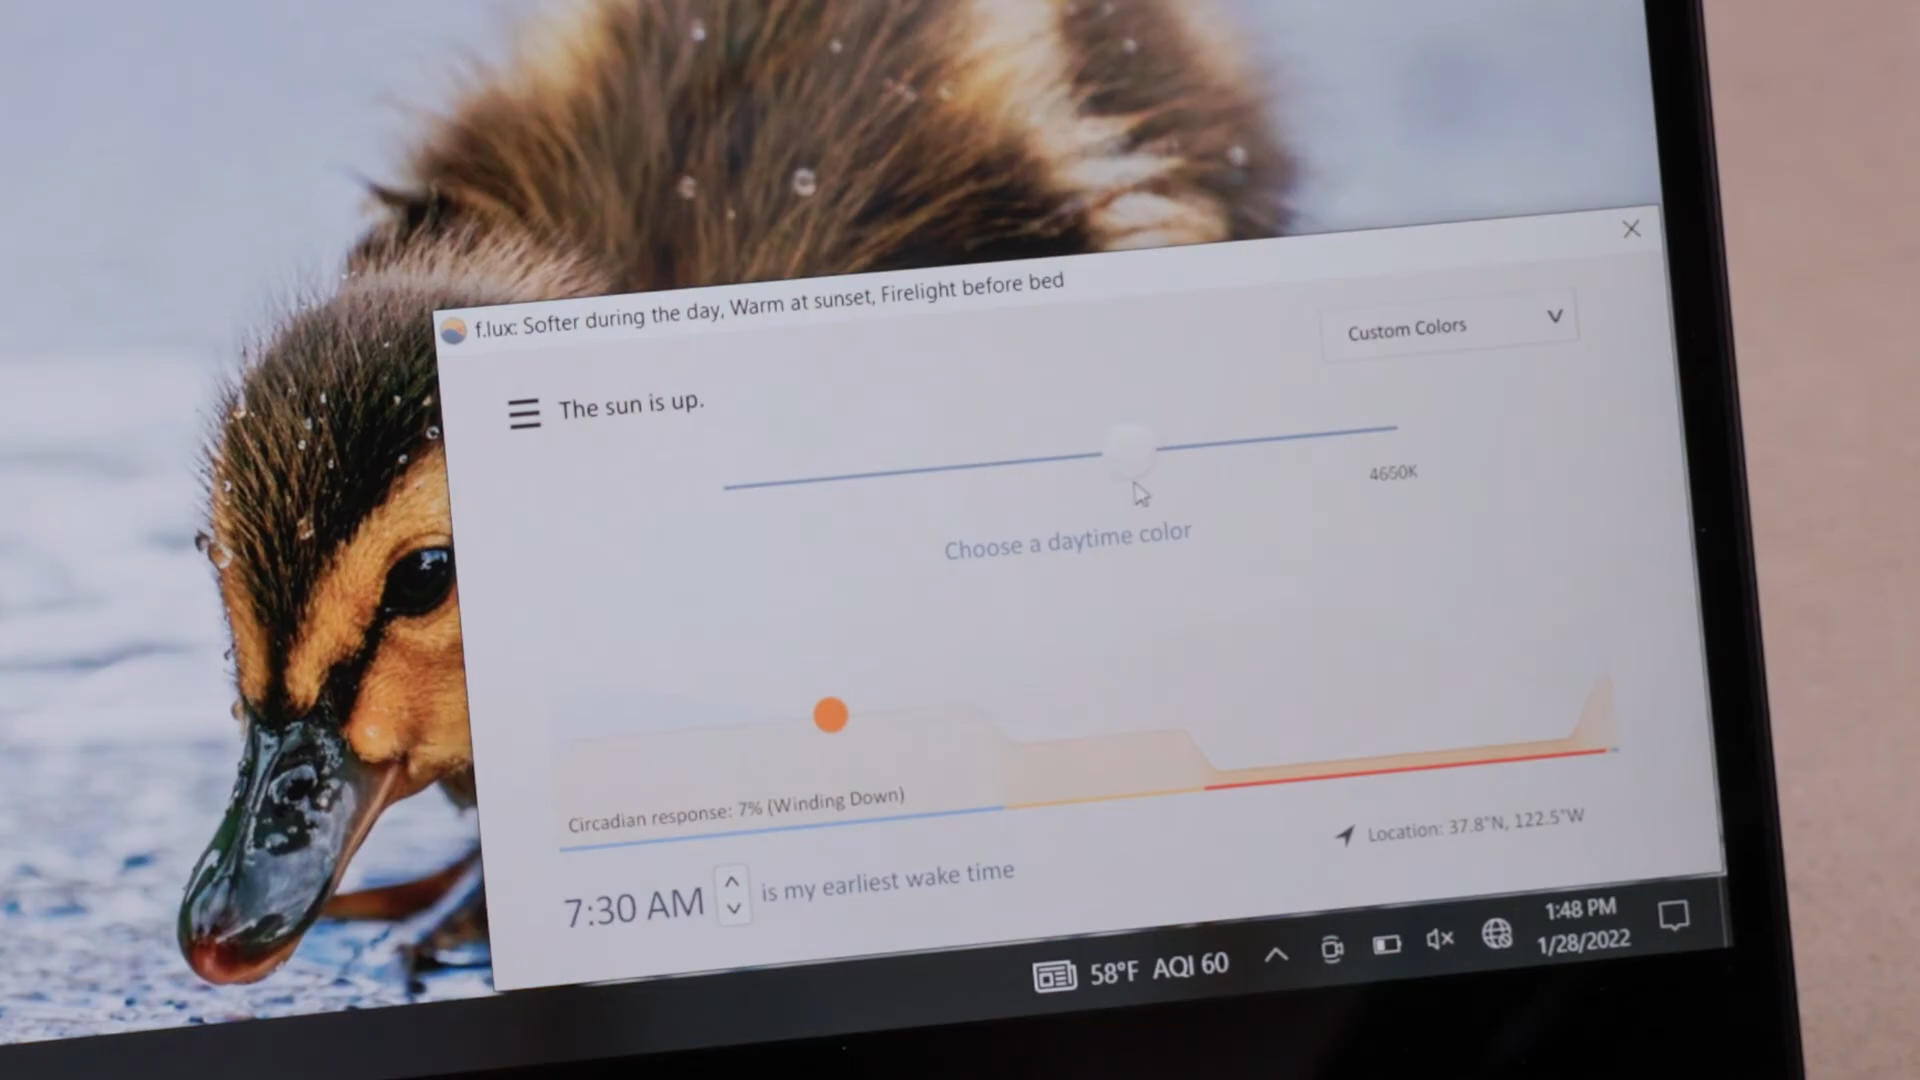 f.lux: Softer during the day, Warm at sunset, Firelight before bed
Custom Colors
The sun is up.
4650K
Choose a daytime color
Circadian response: 7% (Winding Down)
Location: 37.8°N, 122.5°W
7:30 AM is my earliest wake time
58°F AQI 60
1:48 PM
1/28/2022